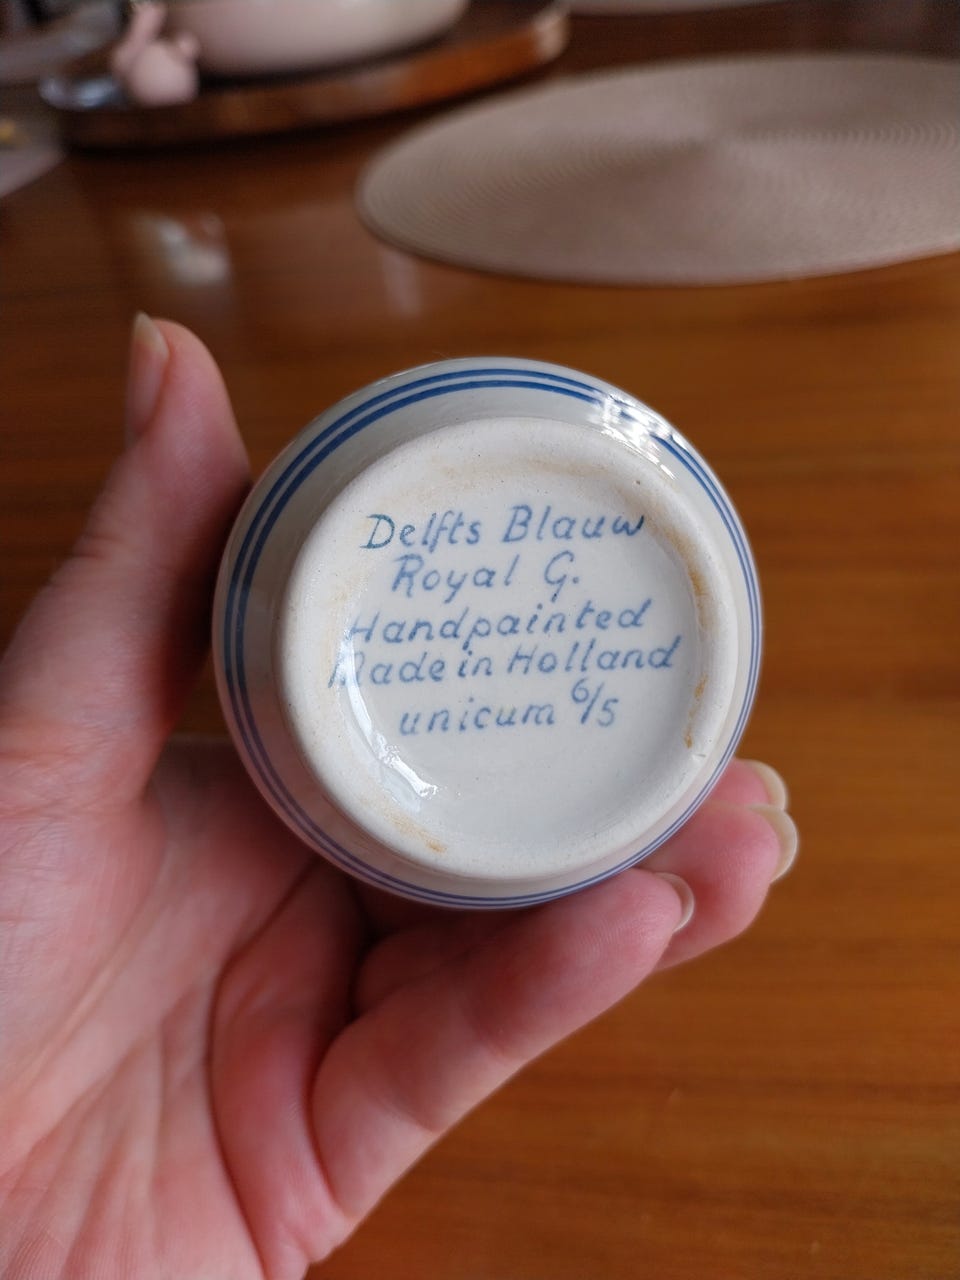 Delfts Blauw
Royal G.
Handpainted
Made in Holland
unicum 6/5